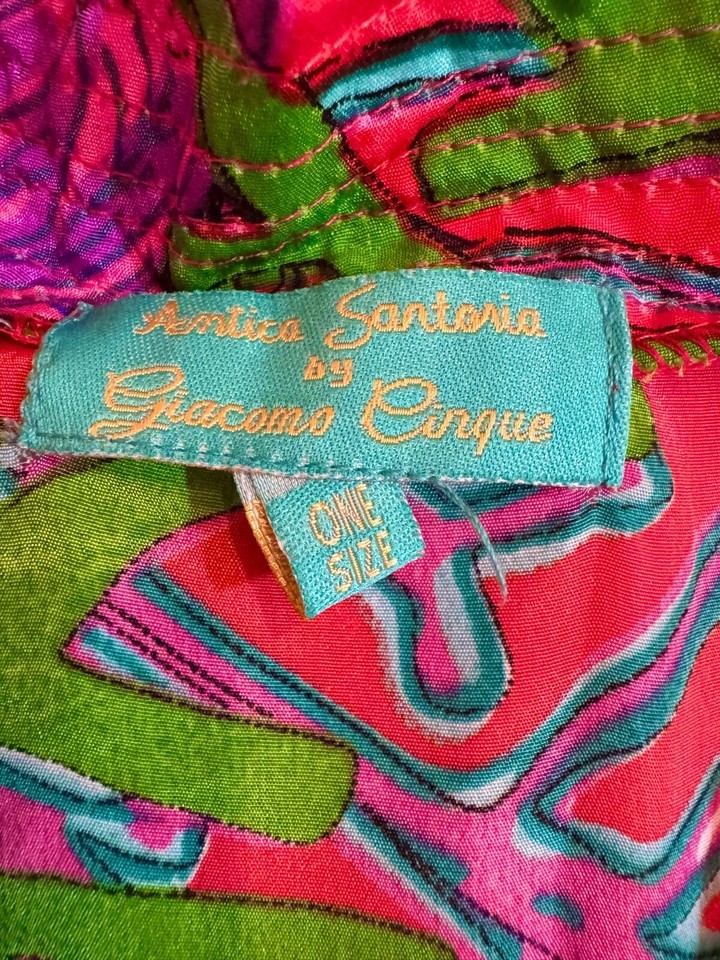 Antica Sartoria
by
Giacomo Cinque
ONE
SIZE